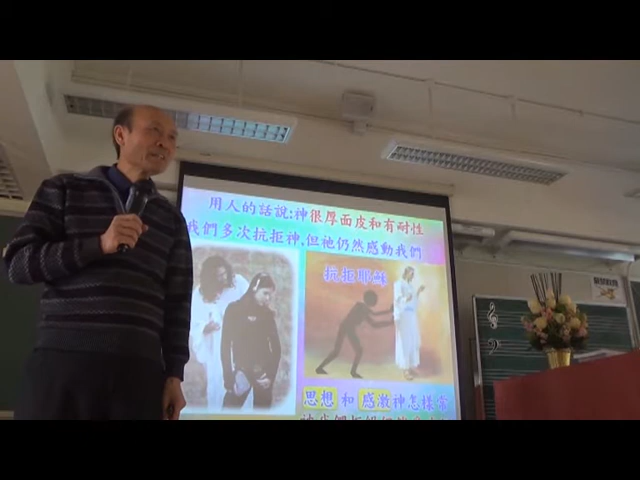 用人的話說:神很厚面皮和有耐性
我們多次抗拒神,但祂仍然感動我們
抗拒耶穌
思想 和 感激神怎樣常